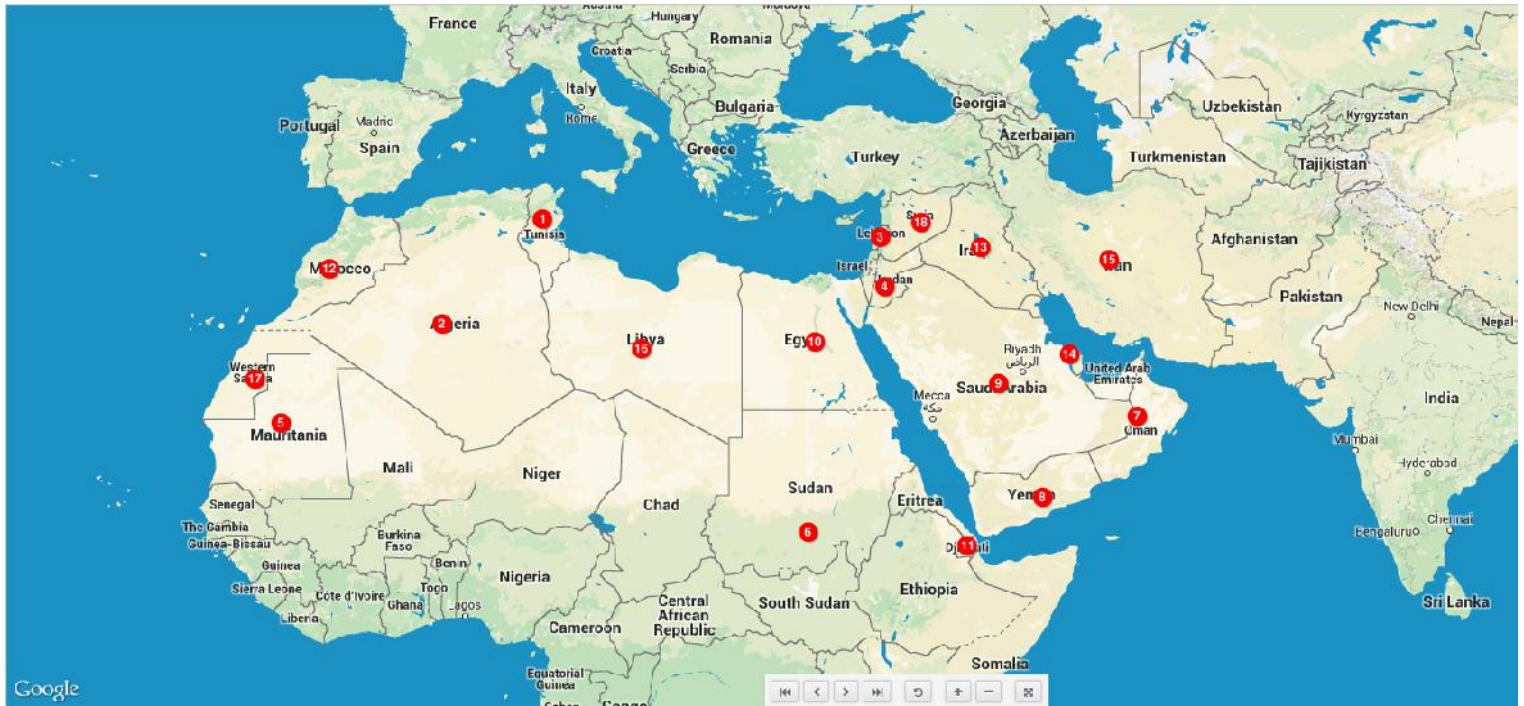 France
Austria
Hungary
Moldova
Romania
Croatia
Serbia
Italy
Rome
Bulgaria
Georgia
Uzbekistan
Kyrgyzstan
Portugal
Madrid
Spain
Greece
Turkey
Azerbaijan
Turkmenistan
Tajikistan
1
Tunisia
18
3
13
15
Afghanistan
12
Israel
4
Pakistan
New Delhi
Nepal
2
16
10
14
Riyadh
الرياض
United Arab
Emirates
Western
17
9
Saudi Arabia
Mecca
مكة
India
5
Mauritania
7
Oman
Mumbai
Mali
Niger
Chad
Sudan
Eritrea
8
Hyderabad
Senegal
The Gambia
Guinea-Bissau
Burkina
Faso
6
11
Bengaluru
Chennai
Guinea
Benin
Nigeria
Ethiopia
Sierra Leone
Côte d'Ivoire
Ghana
Togo
Lagos
Central
African
Republic
South Sudan
Sri Lanka
Liberia
Cameroon
Somalia
Equatorial
Guinea
Google